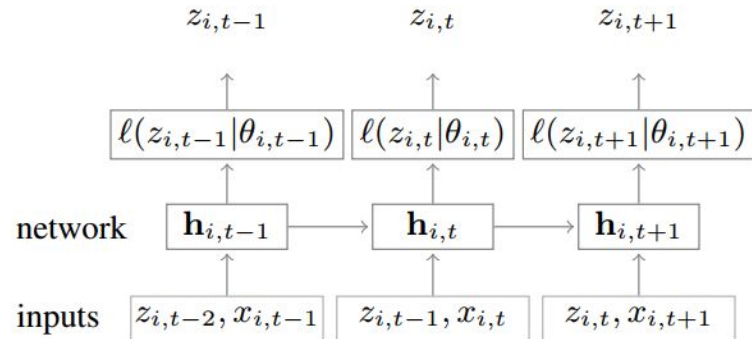 z_{i,t−1} z_{i,t} z_{i,t+1}
ℓ(z_{i,t−1}|θ_{i,t−1}) ℓ(z_{i,t}|θ_{i,t}) ℓ(z_{i,t+1}|θ_{i,t+1})
network h_{i,t−1} h_{i,t} h_{i,t+1}
inputs z_{i,t−2}, x_{i,t−1} z_{i,t−1}, x_{i,t} z_{i,t}, x_{i,t+1}